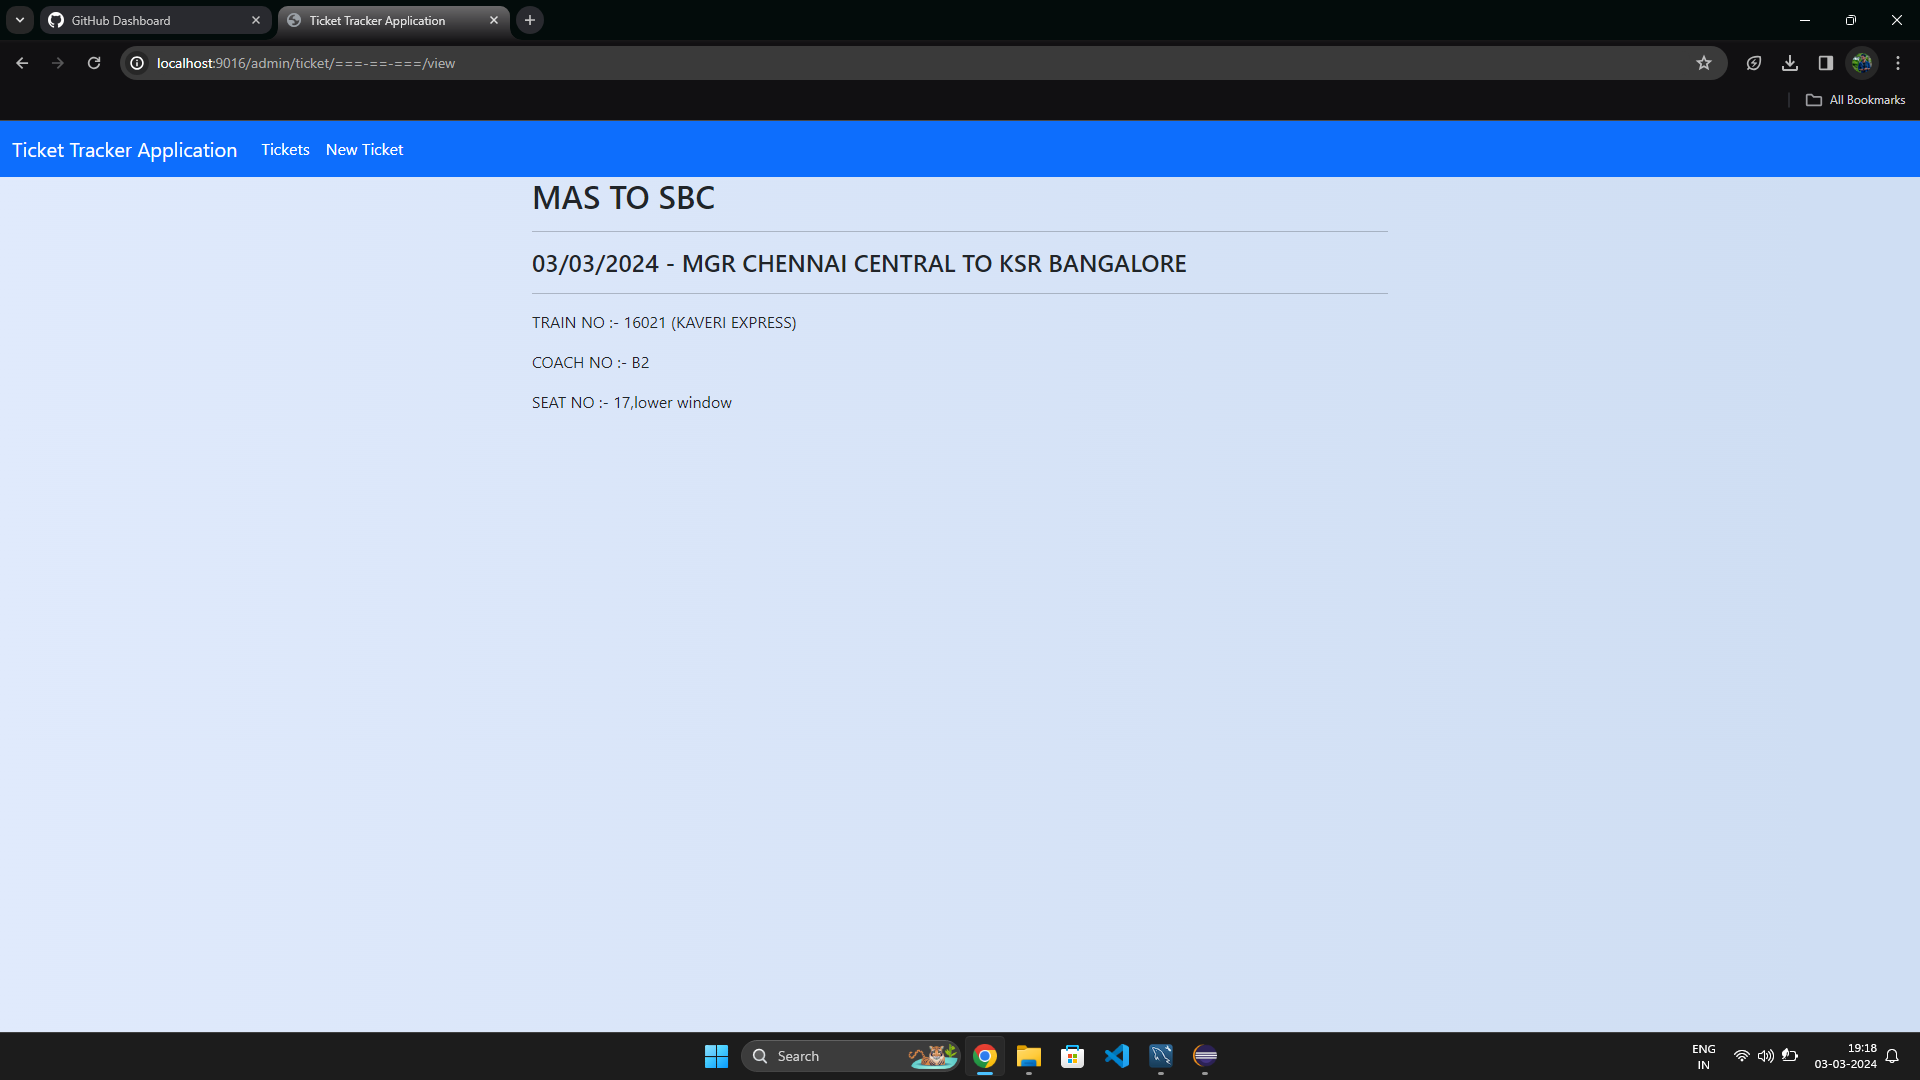 GitHub Dashboard
Ticket Tracker Application
localhost:9016/admin/ticket/===-==-===/view
All Bookmarks
Ticket Tracker Application
Tickets
New Ticket
MAS TO SBC
03/03/2024 - MGR CHENNAI CENTRAL TO KSR BANGALORE
TRAIN NO :- 16021 (KAVERI EXPRESS)
COACH NO :- B2
SEAT NO :- 17,lower window
Search
ENG
IN
19:18
03-03-2024